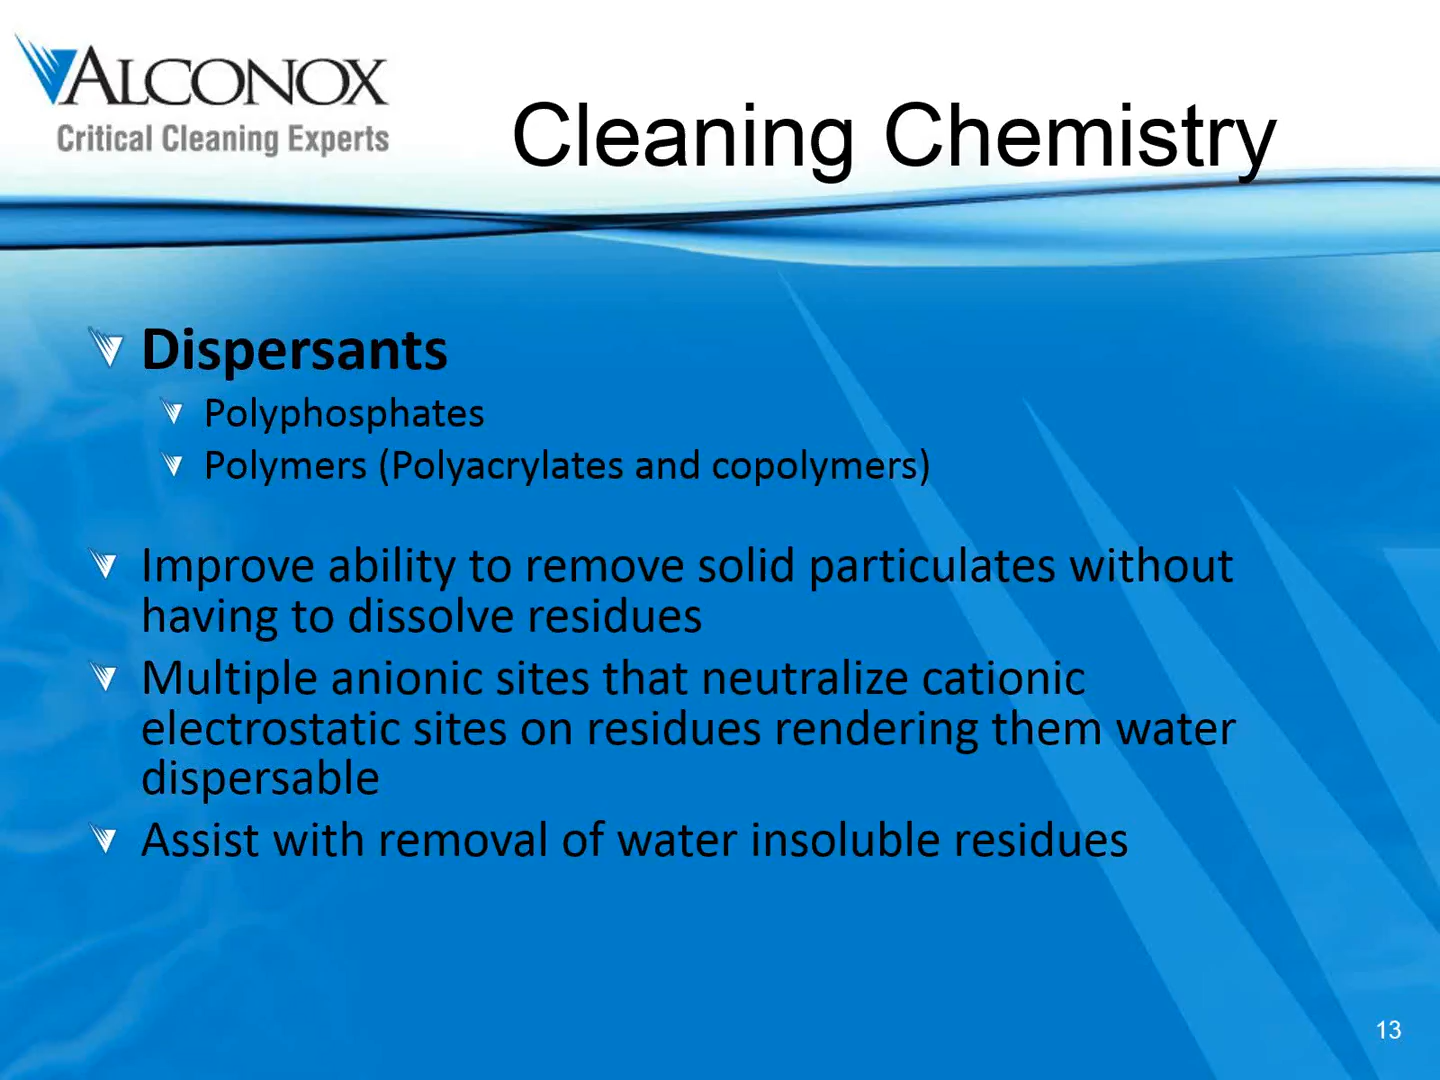 ALCONOX
Critical Cleaning Experts
Cleaning Chemistry
Dispersants
Polyphosphates
Polymers (Polyacrylates and copolymers)
Improve ability to remove solid particulates without
having to dissolve residues
Multiple anionic sites that neutralize cationic
electrostatic sites on residues rendering them water
dispersable
Assist with removal of water insoluble residues
13